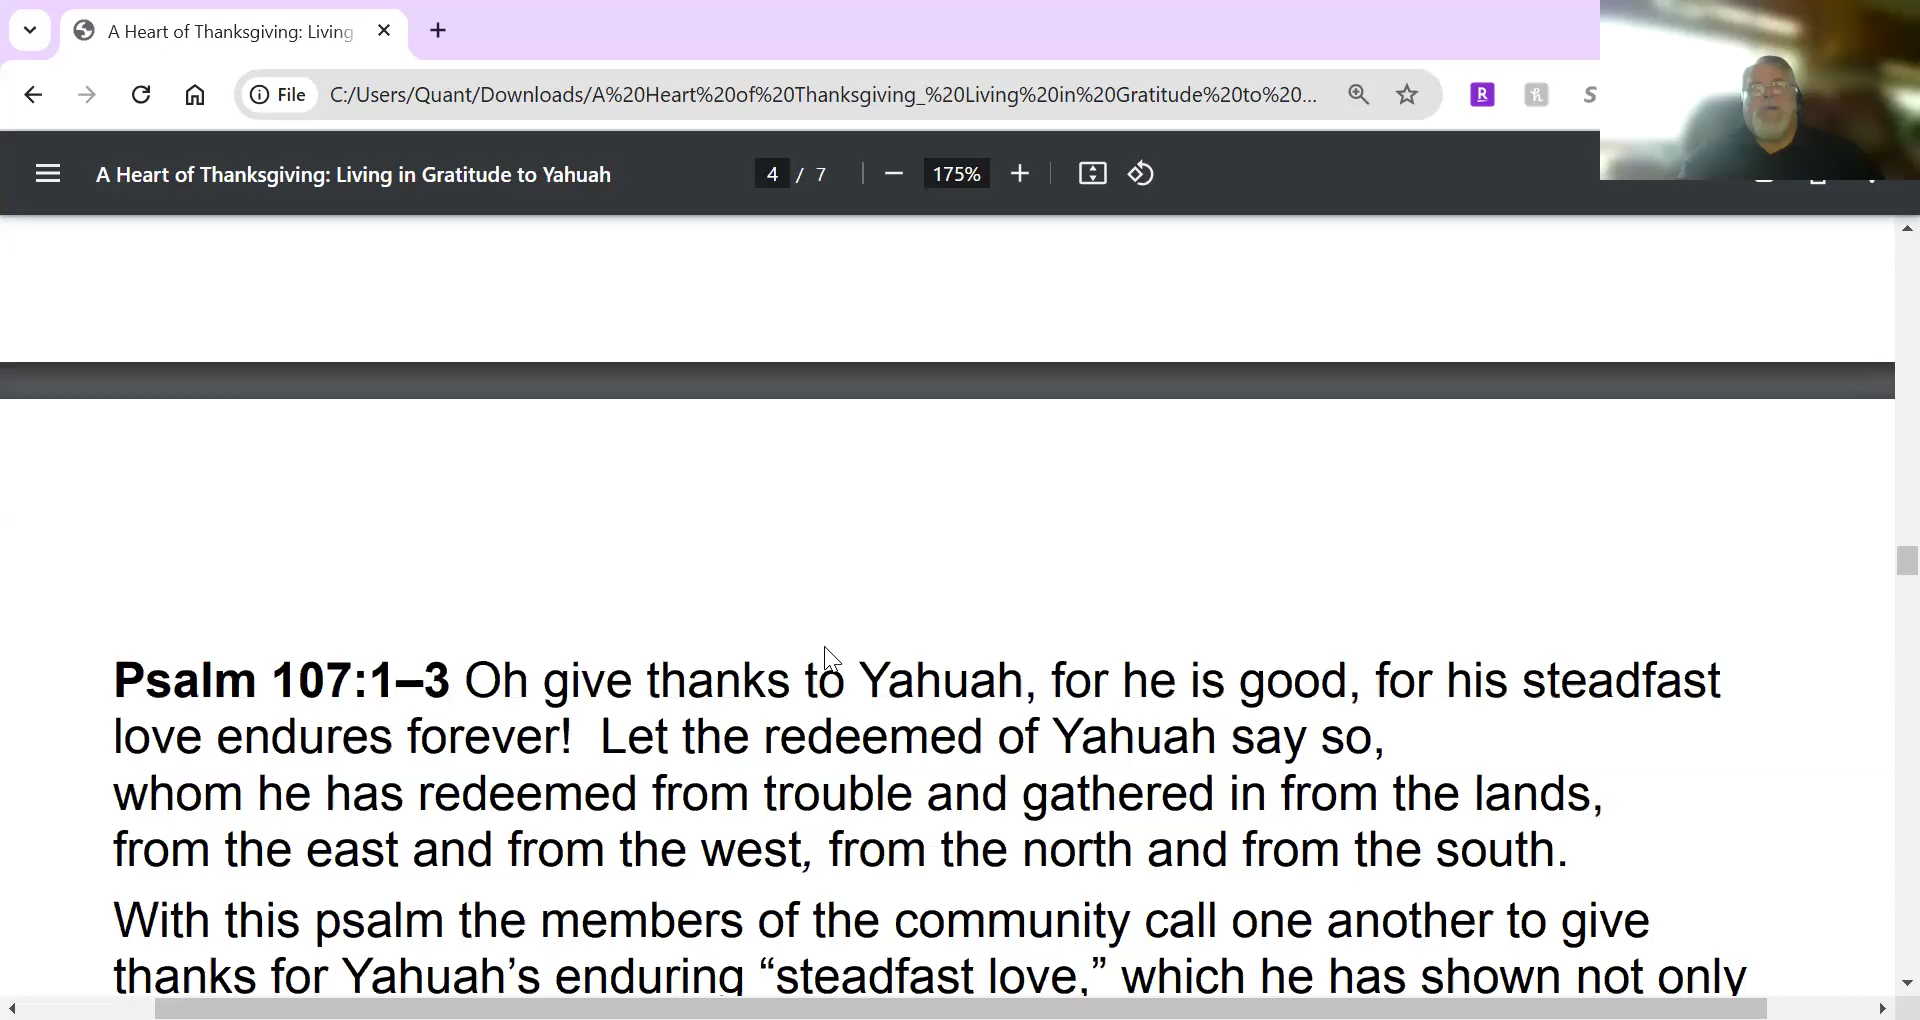 A Heart of Thanksgiving: Living
File
C:/Users/Quant/Downloads/A%20Heart%20of%20Thanksgiving_%20Living%20in%20Gratitude%20to%20...
R
h
S
A Heart of Thanksgiving: Living in Gratitude to Yahuah
4 / 7
175%
Psalm 107:1–3 Oh give thanks to Yahuah, for he is good, for his steadfast
love endures forever!  Let the redeemed of Yahuah say so,
whom he has redeemed from trouble and gathered in from the lands,
from the east and from the west, from the north and from the south.
With this psalm the members of the community call one another to give
thanks for Yahuah’s enduring “steadfast love,” which he has shown not only